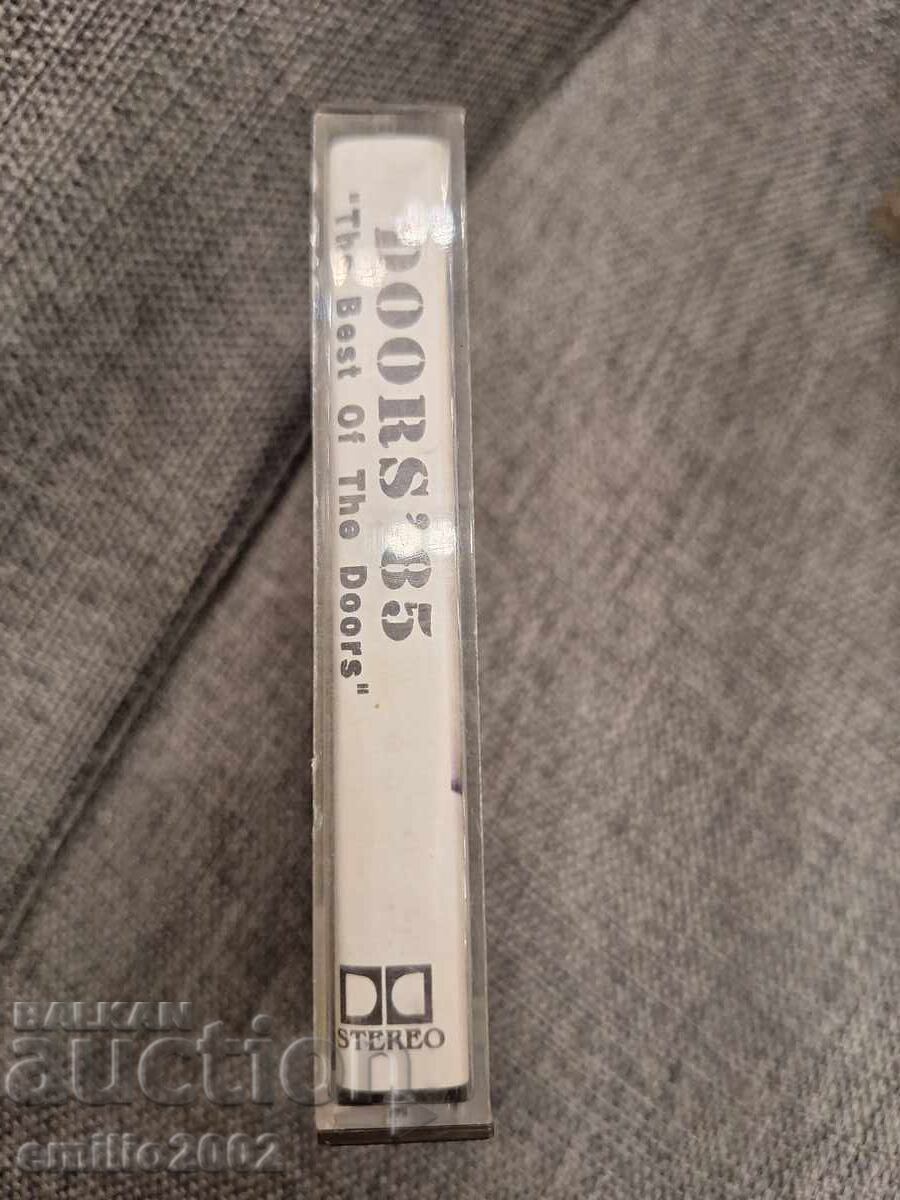 DOORS'85
"The Best Of The Doors"
STEREO
BALKAN
auction
emilio2002